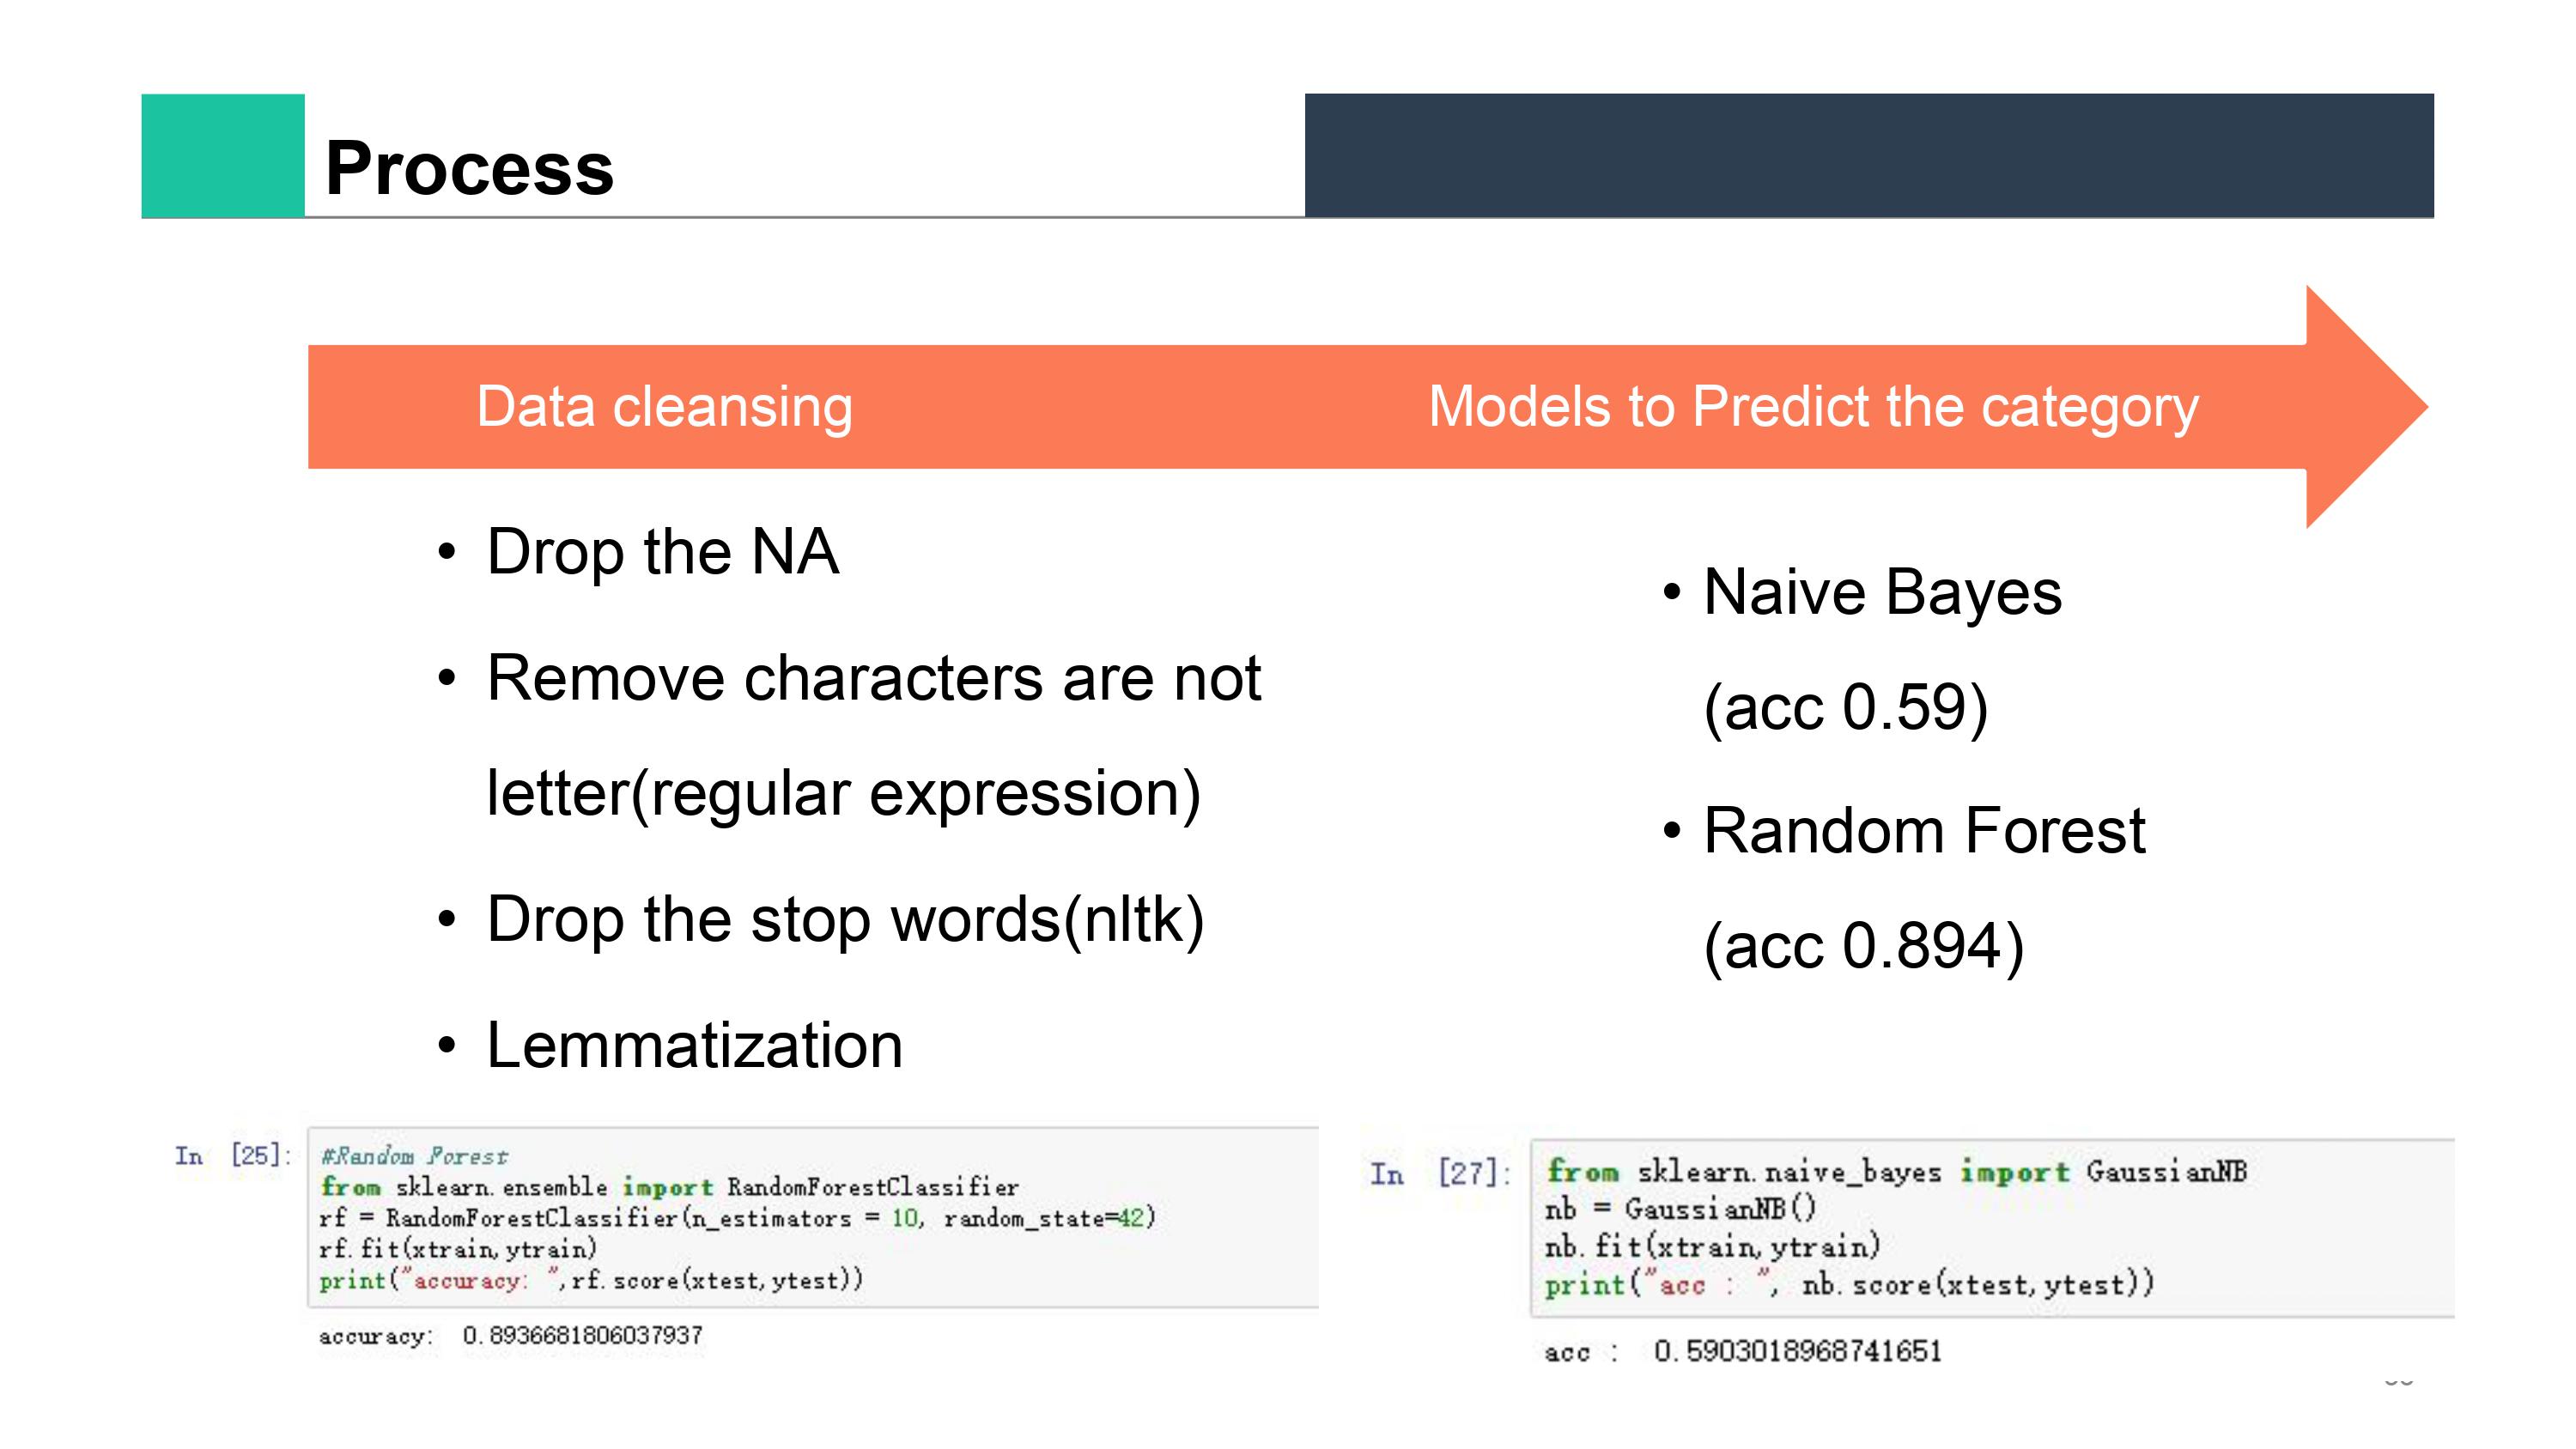 Process
Data cleansing
Models to Predict the category
• Drop the NA
• Remove characters are not
letter(regular expression)
• Drop the stop words(nltk)
• Lemmatization
• Naive Bayes
(acc 0.59)
• Random Forest
(acc 0.894)
In [25]:
#Random Forest
from sklearn.ensemble import RandomForestClassifier
rf = RandomForestClassifier(n_estimators = 10, random_state=42)
rf.fit(xtrain,ytrain)
print("accuracy: ",rf.score(xtest,ytest))
accuracy: 0.8936681806037937
In [27]:
from sklearn.naive_bayes import GaussianNB
nb = GaussianNB()
nb.fit(xtrain,ytrain)
print("acc : ", nb.score(xtest,ytest))
acc : 0.5903018968741651